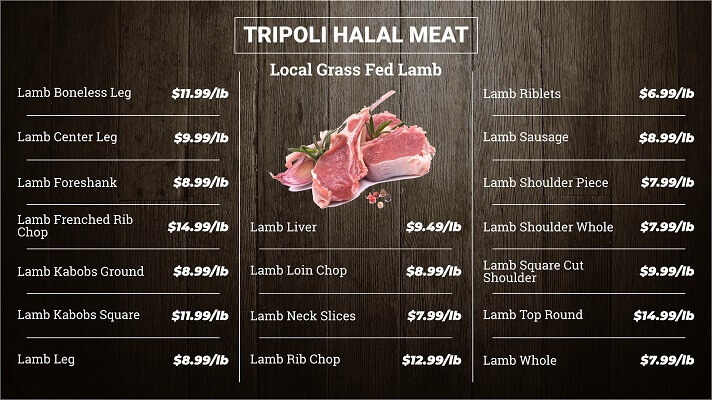 TRIPOLI HALAL MEAT
Local Grass Fed Lamb
Lamb Boneless Leg $11.99/lb
Lamb Center Leg $9.99/lb
Lamb Foreshank $8.99/lb
Lamb Frenched Rib
Chop $14.99/lb
Lamb Kabobs Ground $8.99/lb
Lamb Kabobs Square $11.99/lb
Lamb Leg $8.99/lb
Lamb Liver $9.49/lb
Lamb Loin Chop $8.99/lb
Lamb Neck Slices $7.99/lb
Lamb Rib Chop $12.99/lb
Lamb Riblets $6.99/lb
Lamb Sausage $8.99/lb
Lamb Shoulder Piece $7.99/lb
Lamb Shoulder Whole $7.99/lb
Lamb Square Cut
Shoulder $9.99/lb
Lamb Top Round $14.99/lb
Lamb Whole $7.99/lb